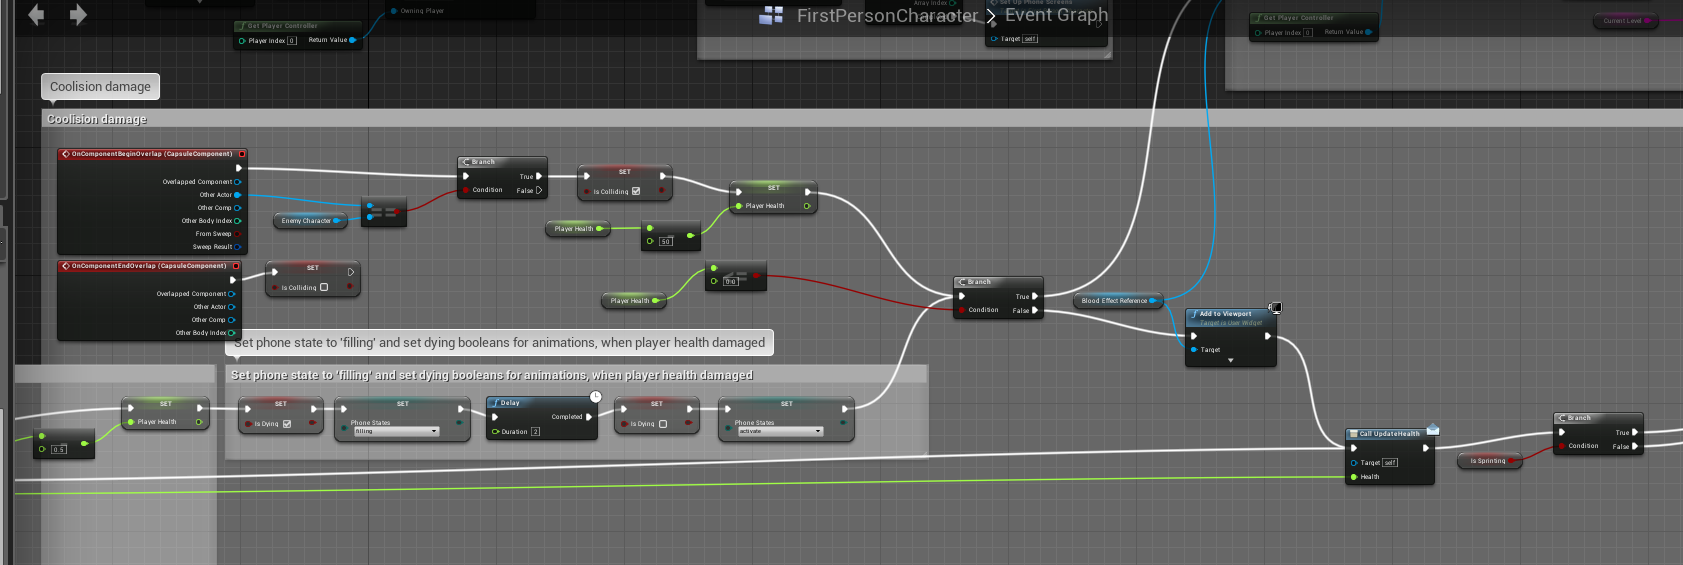 Owning Player
Get Player Controller
Player Index 0 Return Value
FirstPersonCharacter > Event Graph
Array Index
Set Up Phone Screens
Target self
Get Player Controller
Player Index 0 Return Value
Current Level
Coolision damage
Coolision damage
OnComponentBeginOverlap (CapsuleComponent)
Overlapped Component
Other Actor
Other Comp
Other Body Index
From Sweep
Sweep Result
Enemy Character
==
Branch
True
Condition False
SET
Is Colliding
SET
Player Health
Player Health
50
OnComponentEndOverlap (CapsuleComponent)
Overlapped Component
Other Actor
Other Comp
Other Body Index
SET
Is Colliding
Player Health
<=
0.0
Branch
True
Condition False
Blood Effect Reference
Add to Viewport
Target is User Widget
Target
Set phone state to 'filling' and set dying booleans for animations, when player health damaged
Set phone state to 'filling' and set dying booleans for animations, when player health damaged
SET
Player Health
0.5
SET
Is Dying
SET
Phone States
filling
Delay
Completed
Duration 2
SET
Is Dying
SET
Phone States
activate
Call UpdateHealth
Target self
Health
Is Sprinting
Branch
True
Condition False